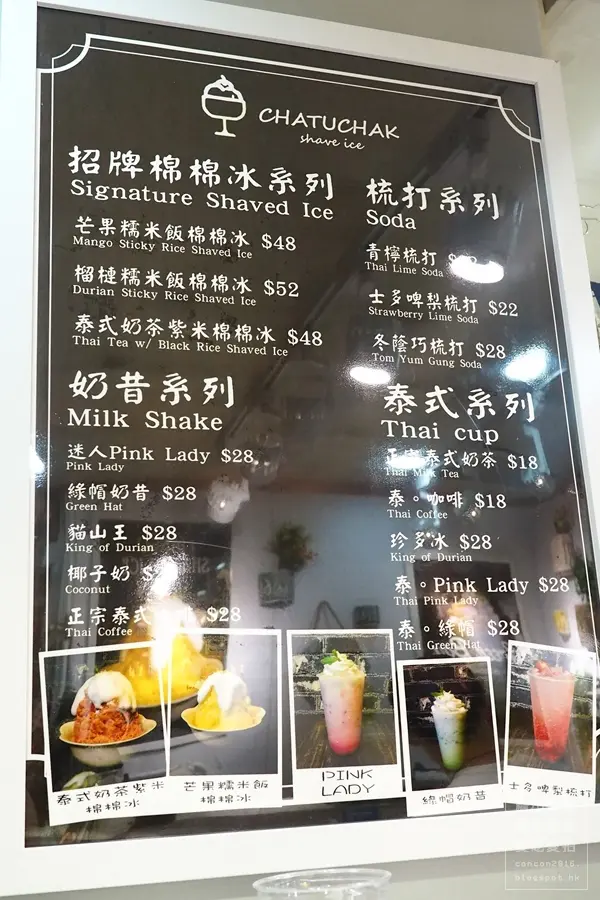 CHATUCHAK
shave ice
招牌棉棉冰系列
Signature Shaved Ice
芒果糯米飯棉棉冰 $48
Mango Sticky Rice Shaved Ice
榴槤糯米飯棉棉冰 $52
Durian Sticky Rice Shaved Ice
泰式奶茶紫米棉棉冰 $48
Thai Tea w/ Black Rice Shaved Ice
奶昔系列
Milk Shake
迷人Pink Lady $28
Pink Lady
綠帽奶昔 $28
Green Hat
貓山王 $28
King of Durian
椰子奶
Coconut
正宗泰式咖啡 $28
Thai Coffee
梳打系列
Soda
青檸梳打
Thai Lime Soda
士多啤梨梳打 $22
Strawberry Lime Soda
冬蔭巧梳打 $28
Tom Yum Gung Soda
泰式系列
Thai cup
正宗泰式奶茶 $18
Thai Milk Tea
泰。咖啡 $18
Thai Coffee
珍多冰 $28
King of Durian
泰。Pink Lady $28
Thai Pink Lady
泰。綠帽 $28
Thai Green Hat
泰式奶茶紫米
棉棉冰
芒果糯米飯
棉棉冰
PINK
LADY
綠帽奶昔
士多啤梨梳打
cancan2816.
blogspot.hk